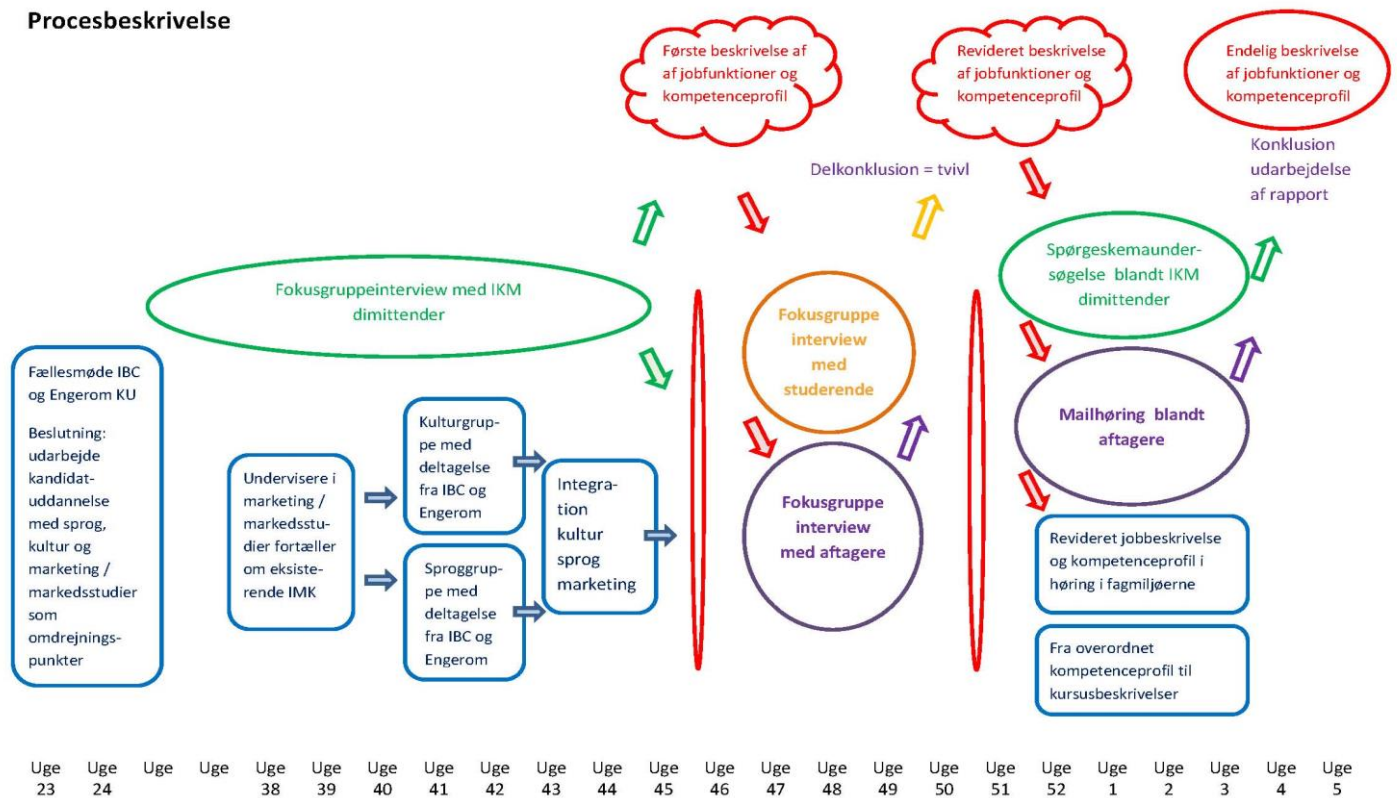 Procesbeskrivelse
Første beskrivelse af
af jobfunktioner og
kompetenceprofil
Revideret beskrivelse
af jobfunktioner og
kompetenceprofil
Endelig beskrivelse
af jobfunktioner og
kompetenceprofil
Konklusion
udarbejdelse
af rapport
Delkonklusion = tvivl
Fokusgruppeinterview med IKM
dimittender
Spørgeskemaunder-
søgelse blandt IKM
dimittender
Fokusgruppe
interview
med
studerende
Fokusgruppe
interview
med aftagere
Mailhøring blandt
aftagere
Fællesmøde IBC
og Engerom KU
Beslutning:
udarbejde
kandidat-
uddannelse
med sprog,
kultur og
marketing /
markedsstudier
som
omdrejnings-
punkter
Undervisere i
marketing /
markedsstu-
dier fortæller
om eksiste-
rende IMK
Kulturgrup-
pe med
deltagelse
fra IBC og
Engerom
Sproggrup-
pe med
deltagelse
fra IBC og
Engerom
Integra-
tion
kultur
sprog
marketing
Revideret jobbeskrivelse
og kompetenceprofil i
høring i fagmiljøerne
Fra overordnet
kompetenceprofil til
kursusbeskrivelser
Uge Uge Uge Uge Uge Uge Uge Uge Uge Uge Uge Uge Uge Uge Uge Uge Uge Uge Uge Uge Uge Uge Uge Uge
23 24 38 39 40 41 42 43 44 45 46 47 48 49 50 51 52 1 2 3 4 5